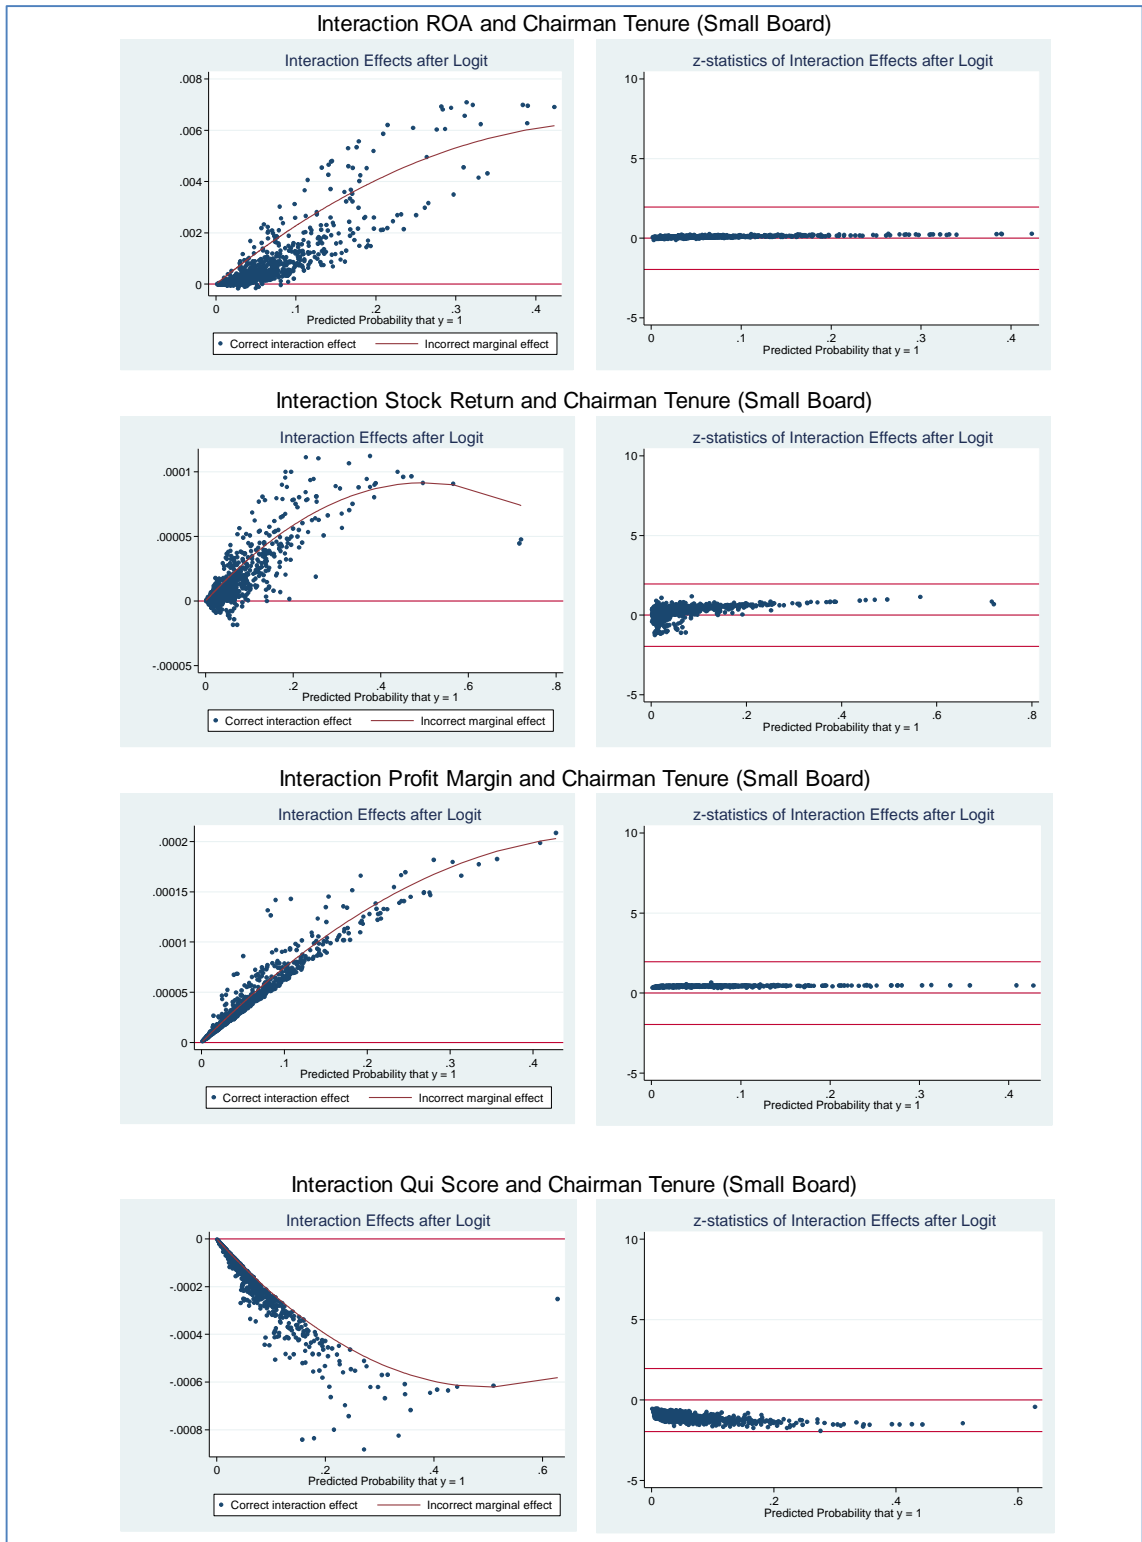 Interaction ROA and Chairman Tenure (Small Board)
Interaction Effects after Logit
.008
.006
.004
.002
0
0 .1 .2 .3 .4
Predicted Probability that y = 1
Correct interaction effect Incorrect marginal effect
z-statistics of Interaction Effects after Logit
10
5
0
-5
0 .1 .2 .3 .4
Predicted Probability that y = 1
Interaction Stock Return and Chairman Tenure (Small Board)
Interaction Effects after Logit
.0001
.00005
0
-.00005
0 .2 .4 .6 .8
Predicted Probability that y = 1
Correct interaction effect Incorrect marginal effect
z-statistics of Interaction Effects after Logit
10
5
0
-5
0 .2 .4 .6 .8
Predicted Probability that y = 1
Interaction Profit Margin and Chairman Tenure (Small Board)
Interaction Effects after Logit
.0002
.00015
.0001
.00005
0
0 .1 .2 .3 .4
Predicted Probability that y = 1
Correct interaction effect Incorrect marginal effect
z-statistics of Interaction Effects after Logit
10
5
0
-5
0 .1 .2 .3 .4
Predicted Probability that y = 1
Interaction Qui Score and Chairman Tenure (Small Board)
Interaction Effects after Logit
0
-.0002
-.0004
-.0006
-.0008
0 .2 .4 .6
Predicted Probability that y = 1
Correct interaction effect Incorrect marginal effect
z-statistics of Interaction Effects after Logit
10
5
0
-5
0 .2 .4 .6
Predicted Probability that y = 1